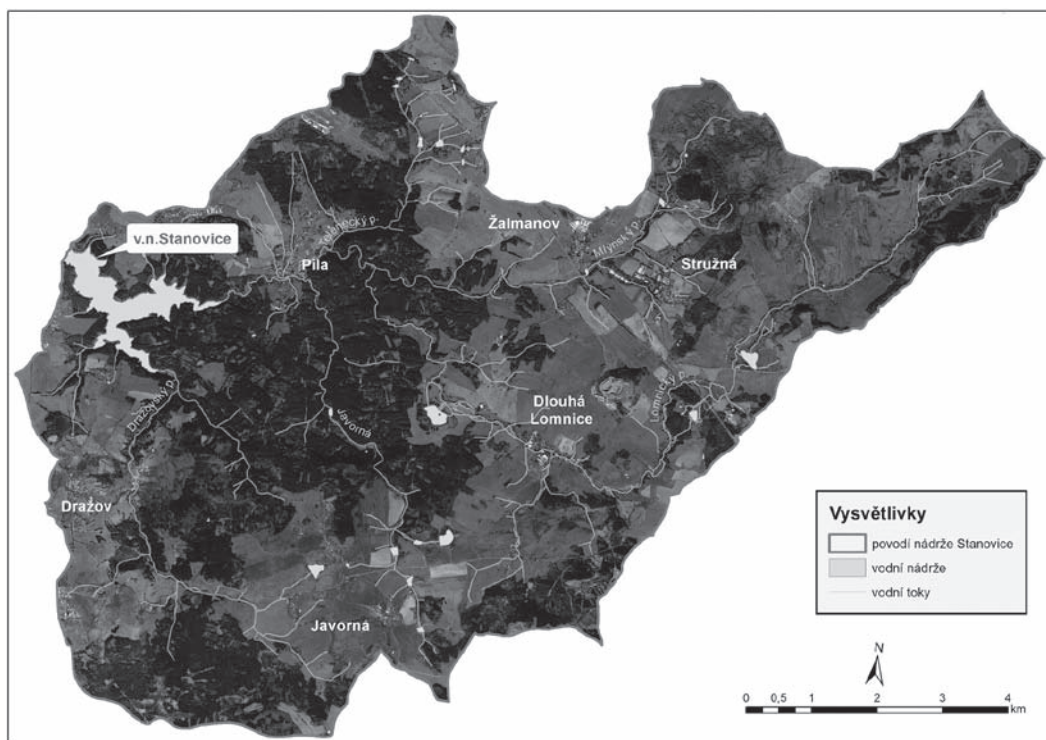 Žalmanov
Mlýnský p.
Stružná
v.n.Stanovice
Pila
Telenecký p.
Dražovský p.
Javorná
Dlouhá
Lomnice
Lomnický p.
Dražov
Javorná
Vysvětlivky
povodí nádrže Stanovice
vodní nádrže
vodní toky
N
0 0,5 1 2 3 4
km